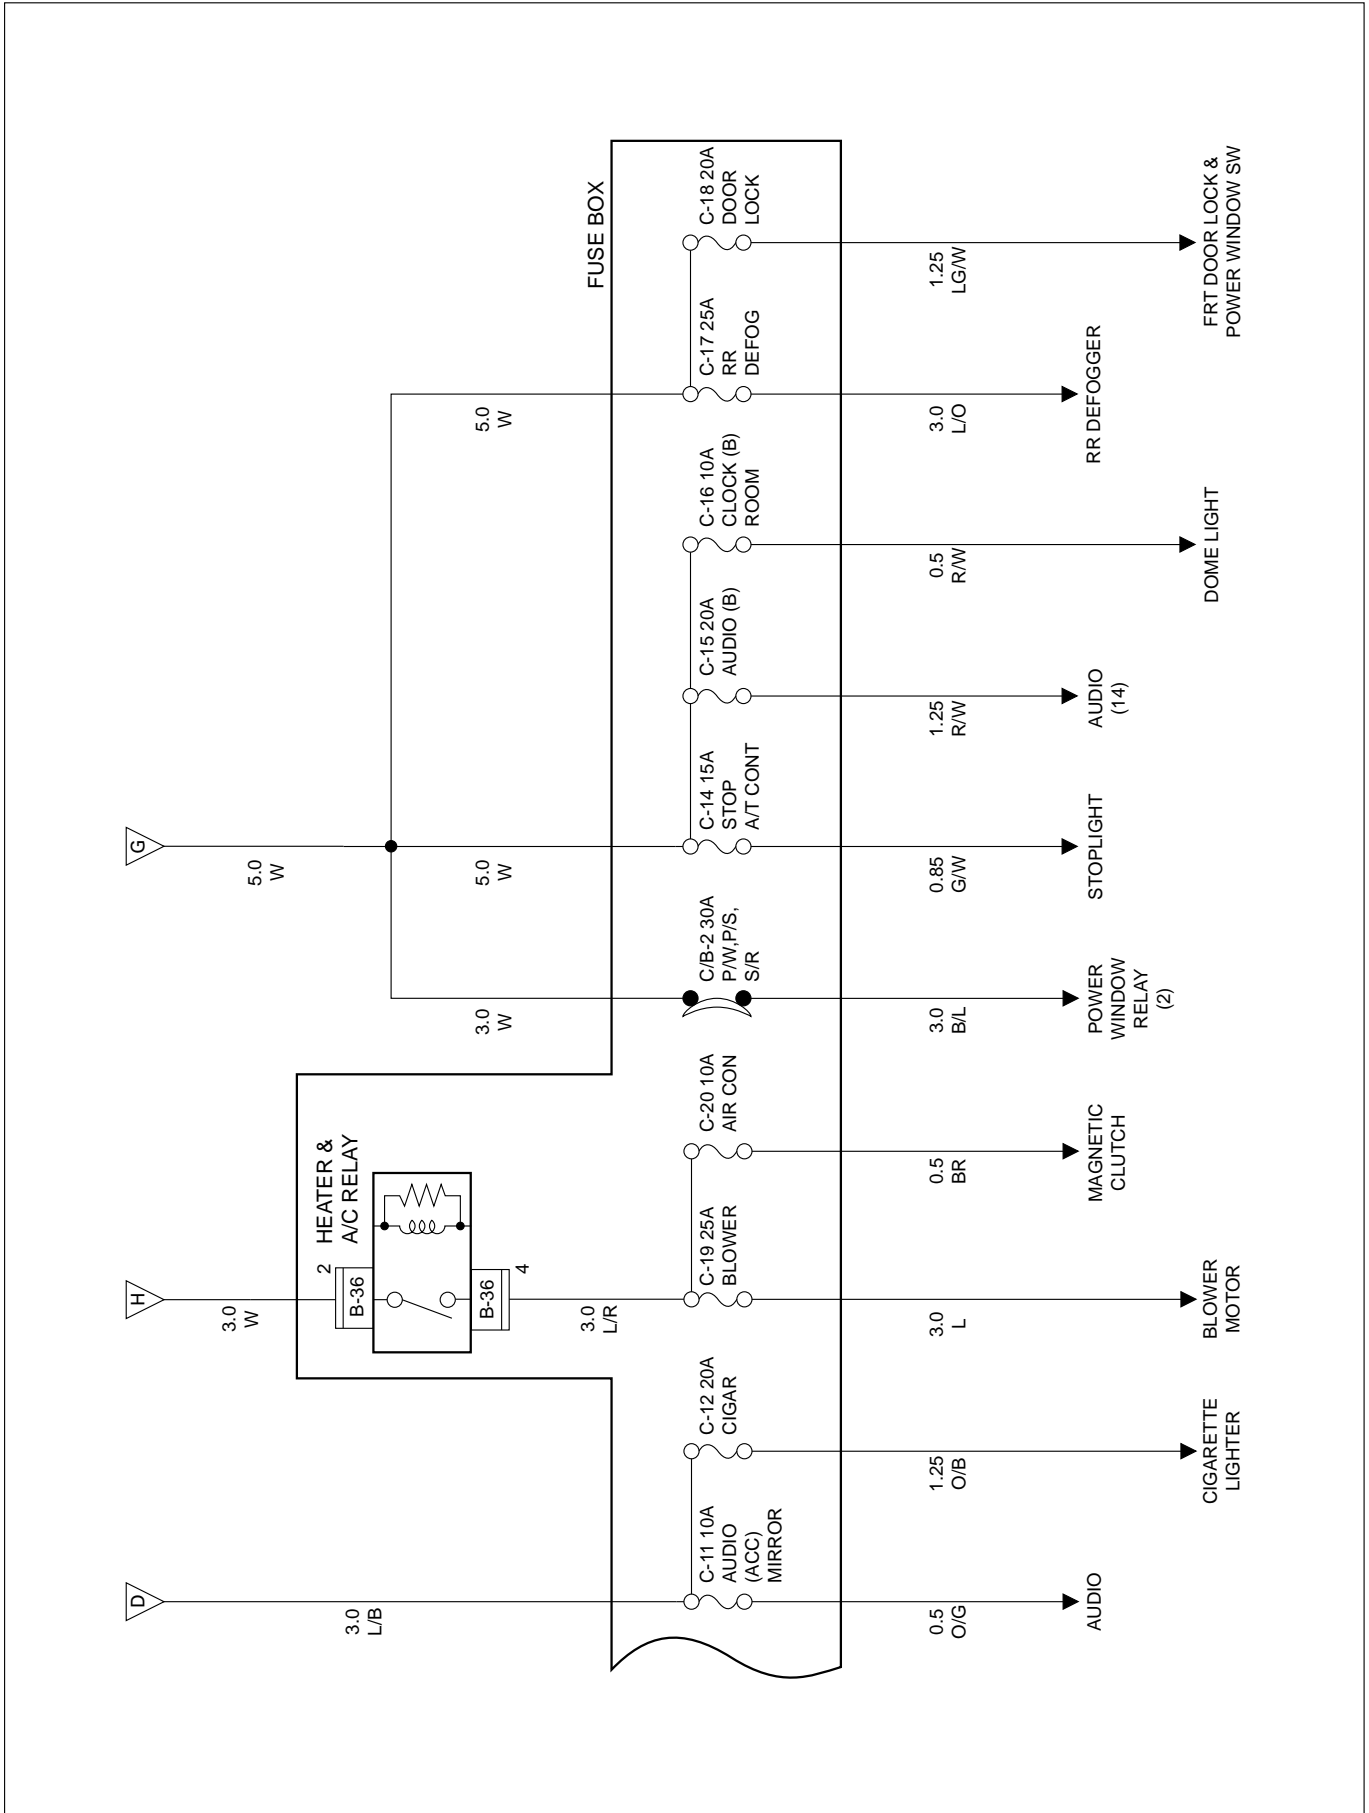 D
3.0
L/B
H
3.0
W
HEATER &
A/C RELAY
2
B-36
B-36
4
3.0
L/R
G
5.0
W
3.0
W
5.0
W
5.0
W
FUSE BOX
C-11 10A
AUDIO
(ACC)
MIRROR
C-12 20A
CIGAR
C-19 25A
BLOWER
C-20 10A
AIR CON
C/B-2 30A
P/W,P/S,
S/R
C-14 15A
STOP
A/T CONT
C-15 20A
AUDIO (B)
C-16 10A
CLOCK (B)
ROOM
C-17 25A
RR
DEFOG
C-18 20A
DOOR
LOCK
0.5
O/G
1.25
O/B
3.0
L
0.5
BR
3.0
B/L
0.85
G/W
1.25
R/W
0.5
R/W
3.0
L/O
1.25
LG/W
AUDIO
CIGARETTE
LIGHTER
BLOWER
MOTOR
MAGNETIC
CLUTCH
POWER
WINDOW
RELAY
(2)
STOPLIGHT
AUDIO
(14)
DOME LIGHT
RR DEFOGGER
FRT DOOR LOCK &
POWER WINDOW SW